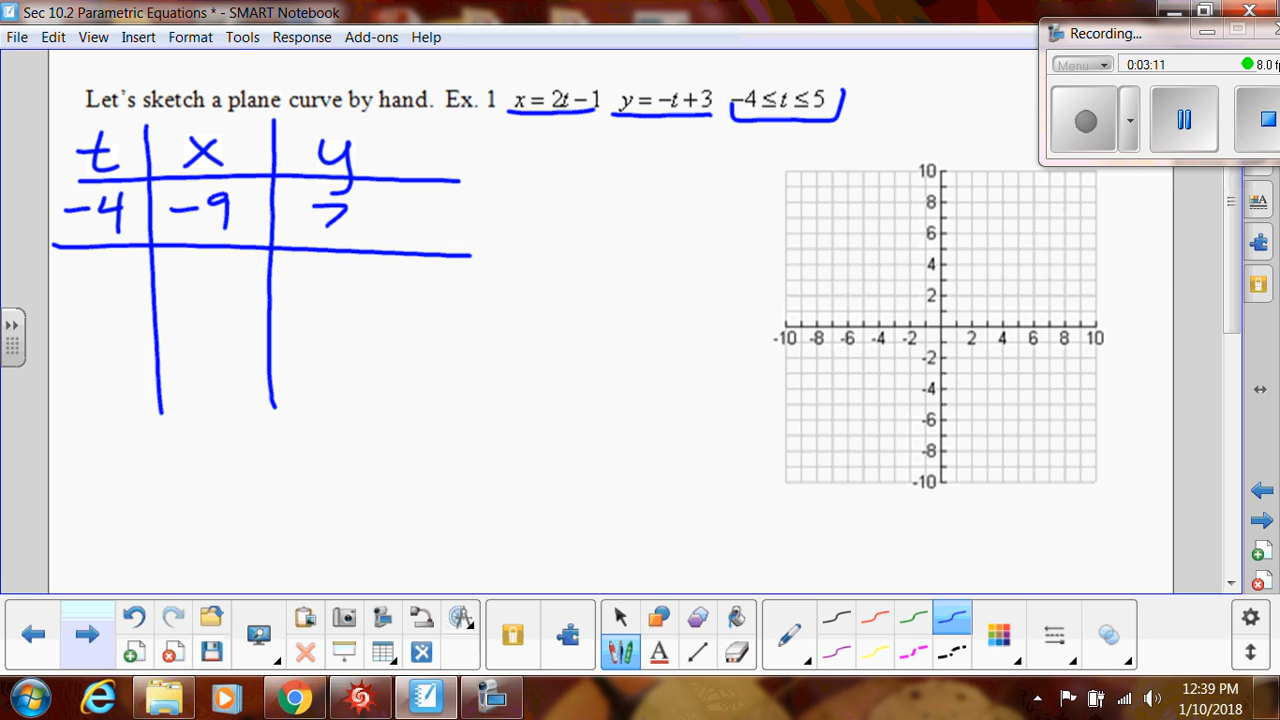 Sec 10.2 Parametric Equations * - SMART Notebook
File Edit View Insert Format Tools Response Add-ons Help
Recording...
Menu 0:03:11 8.0
Let's sketch a plane curve by hand. Ex. 1 x = 2t − 1 y = −t + 3 −4 ≤ t ≤ 5
t x y
-4 -9 7
10
8
6
4
2
-10 -8 -6 -4 -2 2 4 6 8 10
-2
-4
-6
-8
-10
A
12:39 PM
1/10/2018